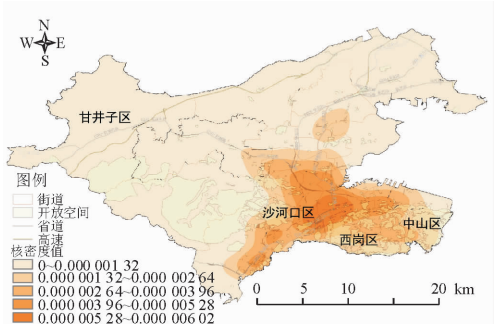 N
W E
S
甘井子区
图例
街道
开放空间
省道
高速
核密度值
0~0.000 001 32
0.000 001 32~0.000 002 64
0.000 002 64~0.000 003 96
0.000 003 96~0.000 005 28
0.000 005 28~0.000 006 02
沙河口区
中山区
西岗区
km
0 5 10 20